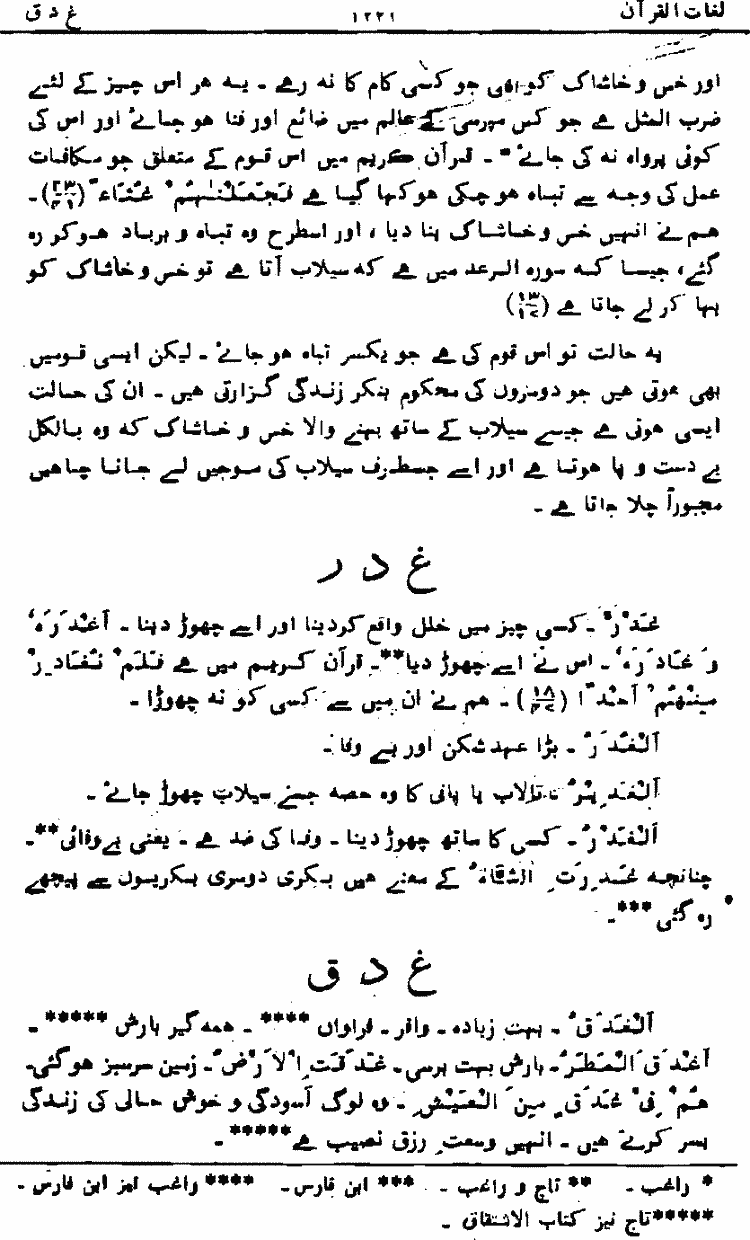 لغات القرآن ۱۲۲۱ غ د ق
اور خس و خاشاک کو بھی جو کسی کام کا نہ رہے ۔ یہ ہر اس چیز کے لئے
ضرب المثل ہے جو کس مپرسی کے عالم میں ضائع اور فنا ہو جائے اور اس کی
کوئی پرواہ نہ کی جائے* ۔ قرآن کریم میں اس قوم کے متعلق جو مکافات
عمل کی وجہ سے تباہ ہو چکی ہو کہا گیا ہے فَجَعَلْنٰہُمْ غُثَاءً (۲۳/۴۱)۔
ہم نے انہیں خس و خاشاک بنا دیا ، اور اسطرح وہ تباہ و برباد ہوکر رہ
گئے، جیسا کہ سورہ الرعد میں ہے کہ سیلاب آتا ہے تو خس و خاشاک کو
بہا کر لے جاتا ہے (۱۳/۱۷)
یہ حالت تو اس قوم کی ہے جو یکسر تباہ ہو جائے ۔ لیکن ایسی قومیں
بھی ہوتی ہیں جو دوسروں کی محکوم بنکر زندگی گزارتی ہیں ۔ ان کی حالت
ایسی ہوتی ہے جیسے سیلاب کے ساتھ بہنے والا خس و خاشاک کہ وہ بالکل
بے دست و پا ہوتا ہے اور اسے جسطرف سیلاب کی موجیں لے جانا چاہیں
مجبوراً چلا جاتا ہے ۔
غ د ر
غَدْرٌ ۔ کسی چیز میں خلل واقع کردینا اور اسے چھوڑ دینا ۔ اَغْدَرَہٗ
وَ غَادَرَہٗ ۔ اس نے اسے چھوڑ دیا** ۔ قرآن کریم میں ہے فَلَمْ نُغَادِرْ
مِنْہُمْ اَحَدًا (۱۸/۴۷) ۔ ہم نے ان میں سے کسی کو نہ چھوڑا ۔
اَلْغُدَرُ ۔ بڑا عہد شکن اور بے وفا ۔
اَلْغَدِیْرُ ۔ تالاب یا پانی کا وہ حصہ جسے سیلاب چھوڑ جائے ۔
اَلْغَدْرُ ۔ کسی کا ساتھ چھوڑ دینا ۔ وفا کی ضد ہے ۔ یعنی بے وفائی** ۔
چنانچہ غَدِرَتِ الشَّاۃُ کے معنے ہیں بکری دوسری بکریوں سے پیچھے
رہ گئی*** ۔
غ د ق
اَلْغَدَقُ ۔ بہت زیادہ ۔ وافر ۔ فراواں **** ۔ ہمہ گیر بارش ***** ۔
اَغْدَقَ الْمَطَرُ ۔ بارش بہت برسی ۔ غَدَقَتِ الْاَرْضُ ۔ زمین سرسبز ہو گئی ۔
ہُمْ فِیْ غَدَقٍ مِنَ الْعَیْشِ ۔ وہ لوگ آسودگی و خوش حالی کی زندگی
بسر کرتے ہیں ۔ انہیں وسعتِ رزق نصیب ہے***** ۔
* راغب ۔ ** تاج و راغب ۔ *** ابن فارس ۔ **** راغب نیز ابن فارس ۔
*****تاج نیز کتاب الاشتقاق ۔